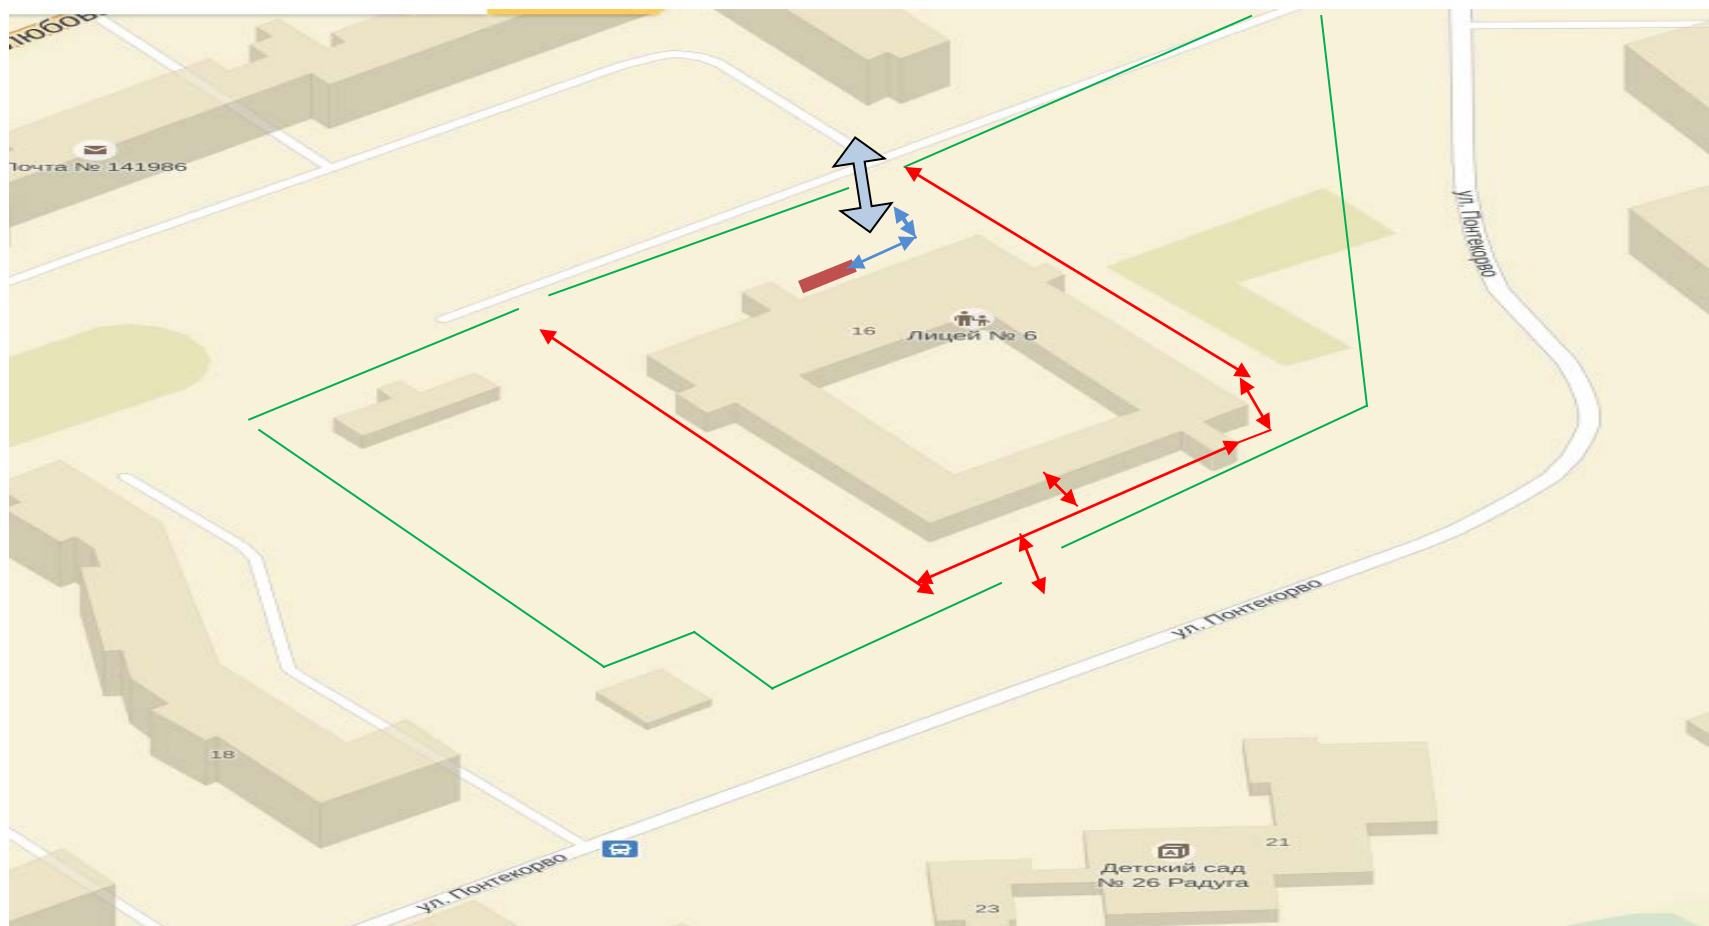 Почта № 141986
ул. Понтекорво
16
Лицей № 6
ул. Понтекорво
18
21
Детский сад
№ 26 Радуга
ул. Понтекорво
23